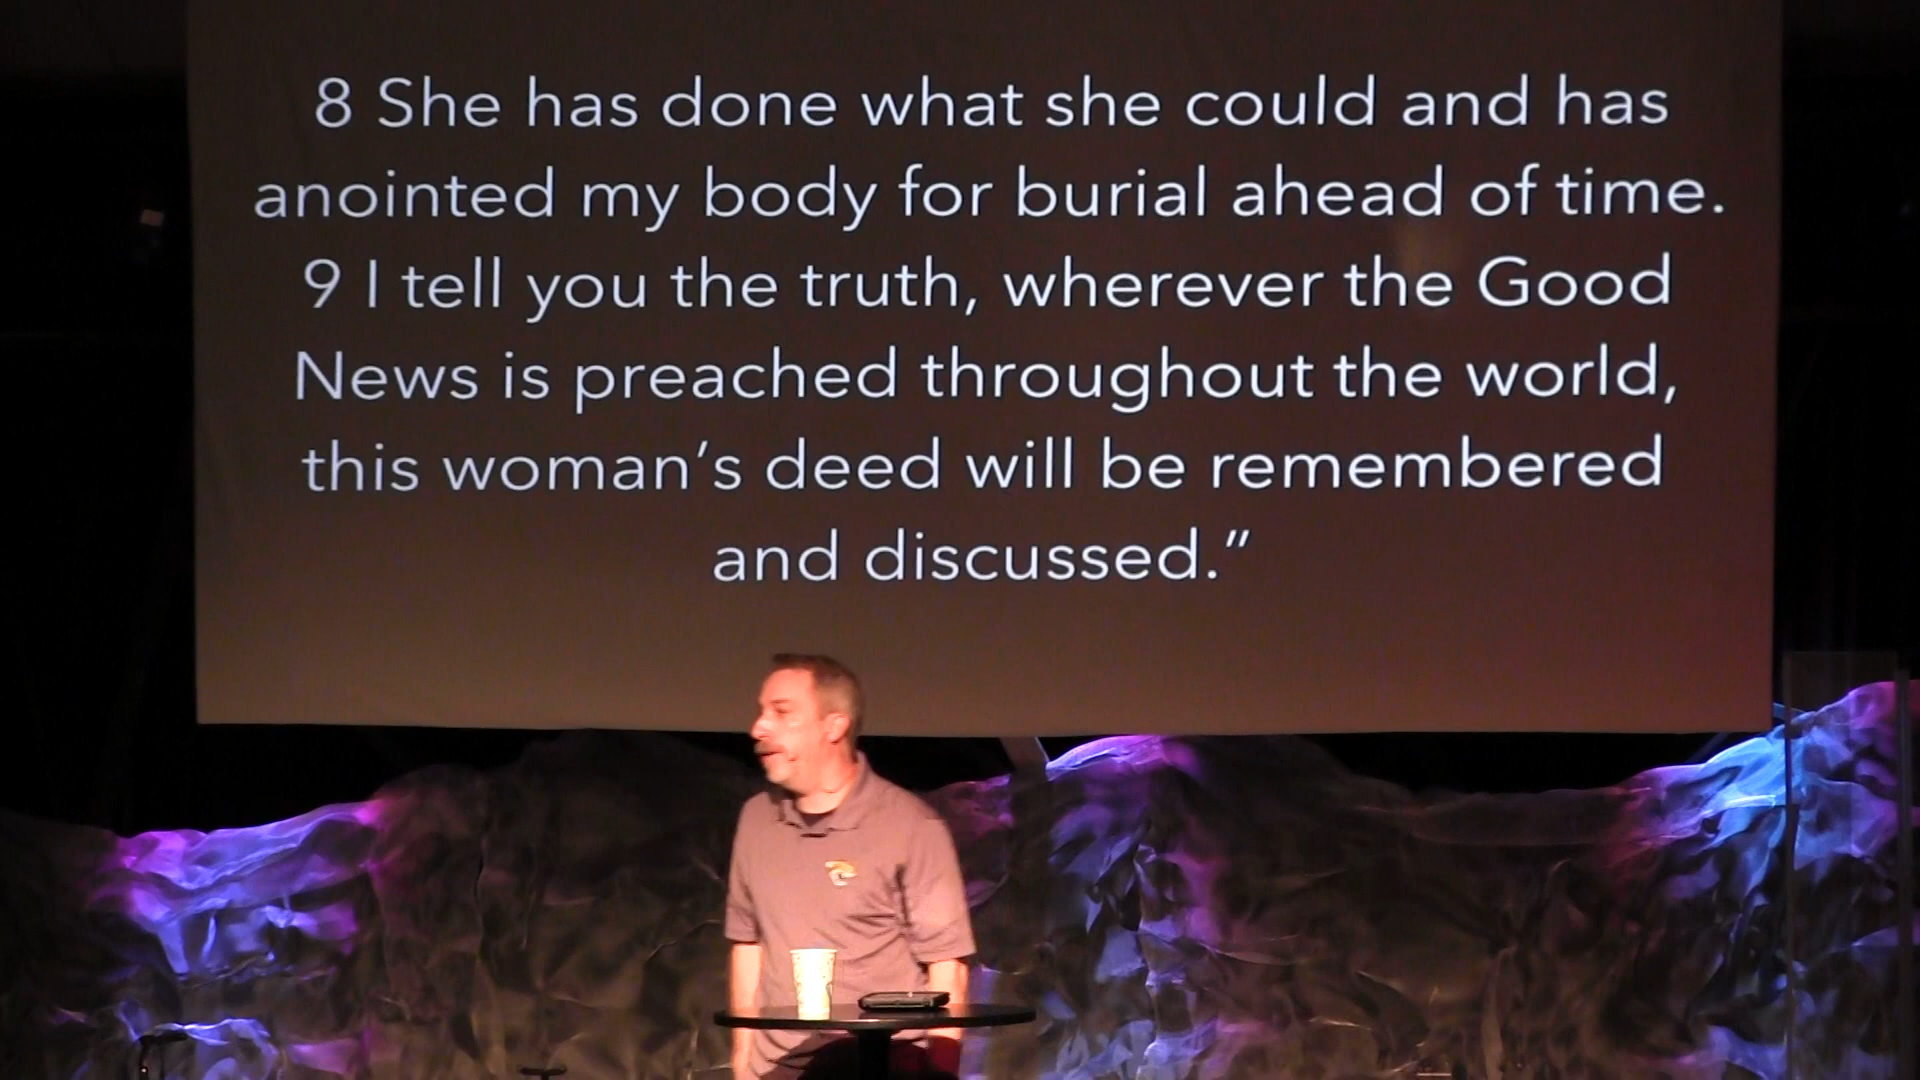 8 She has done what she could and has
anointed my body for burial ahead of time.
9 I tell you the truth, wherever the Good
News is preached throughout the world,
this woman’s deed will be remembered
and discussed.”